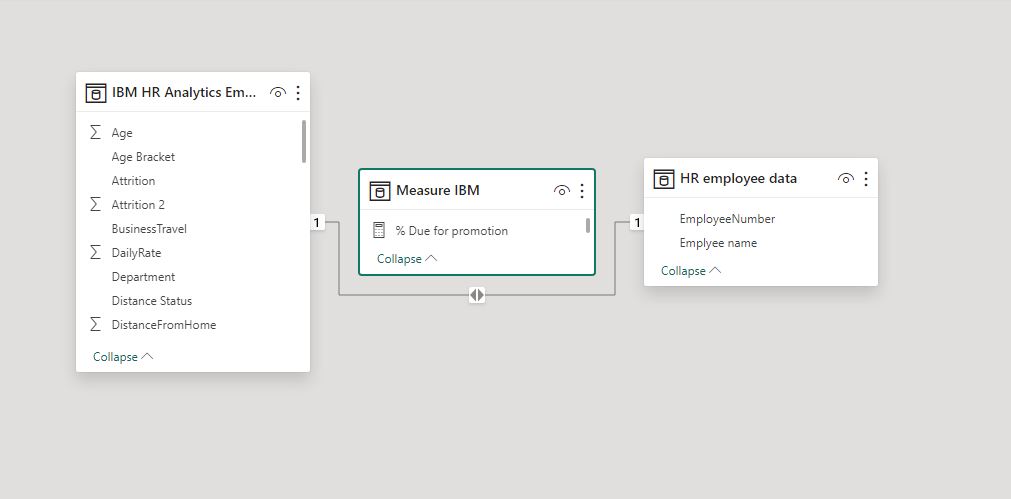 IBM HR Analytics Em...
Age
Age Bracket
Attrition
Attrition 2
BusinessTravel
DailyRate
Department
Distance Status
DistanceFromHome
Collapse
1
Measure IBM
% Due for promotion
Collapse
1
HR employee data
EmployeeNumber
Emplyee name
Collapse